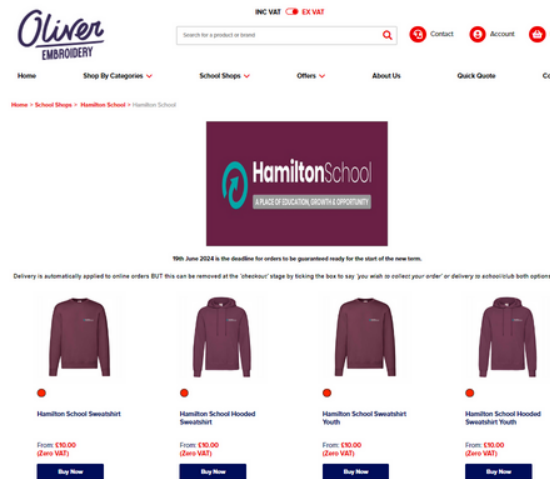 Oliver
EMBROIDERY
INC VAT EX VAT
Search for a product or brand
Contact
Account
Home
Shop By Categories
School Shops
Offers
About Us
Quick Quote
Co
Home > School Shops > Hamilton School > Hamilton School
HamiltonSchool
A PLACE OF EDUCATION, GROWTH & OPPORTUNITY
19th June 2024 is the deadline for orders to be guaranteed ready for the start of the new term.
Delivery is automatically applied to online orders BUT this can be removed at the 'checkout' stage by ticking the box to say 'you wish to collect your order' or delivery to school/club both options
Hamilton School Sweatshirt
From: £10.00
(Zero VAT)
Buy Now
Hamilton School Hooded
Sweatshirt
From: £10.00
(Zero VAT)
Buy Now
Hamilton School Sweatshirt
Youth
From: £10.00
(Zero VAT)
Buy Now
Hamilton School Hooded
Sweatshirt Youth
From: £10.00
(Zero VAT)
Buy Now